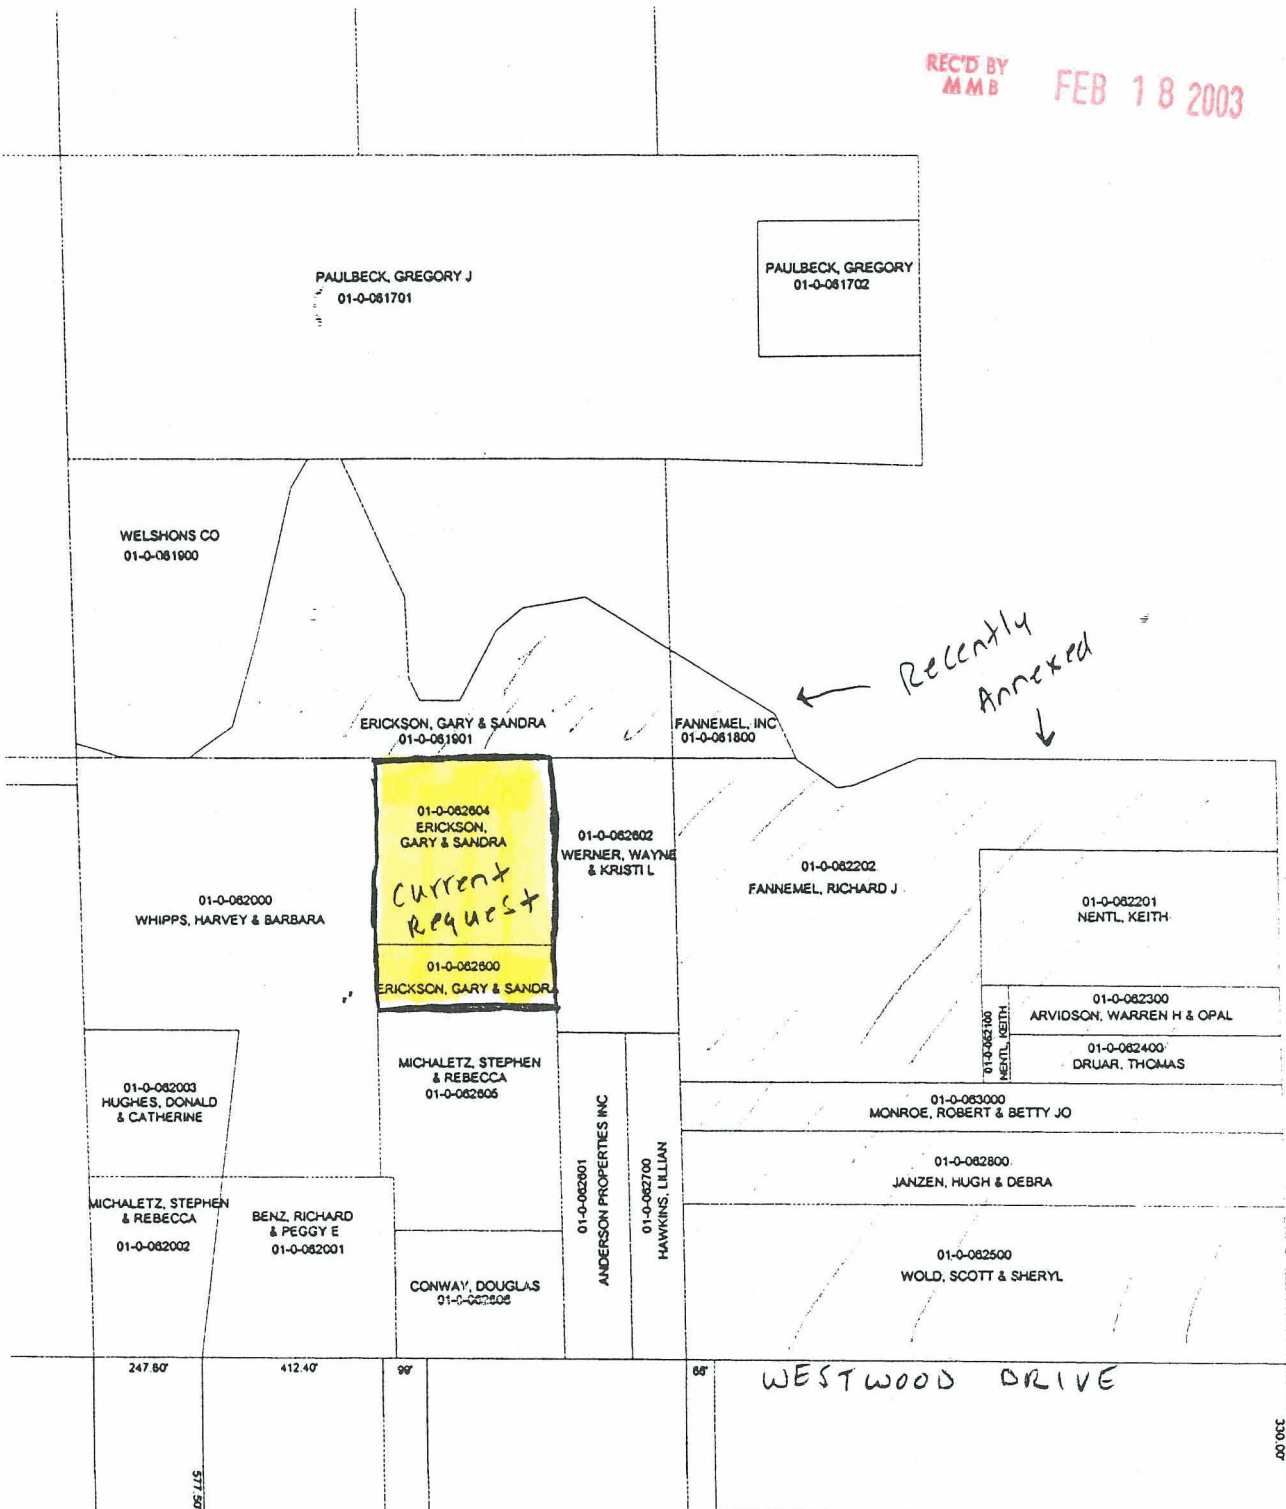 REC'D BY
MMB
FEB 18 2003
PAULBECK, GREGORY J
01-0-061701
PAULBECK, GREGORY
01-0-061702
WELSHONS CO
01-0-061900
Recently
Annexed
ERICKSON, GARY & SANDRA
01-0-061901
FANNEMEL, INC
01-0-061800
01-0-062604
ERICKSON,
GARY & SANDRA
Current
Request
01-0-062600
ERICKSON, GARY & SANDRA
01-0-062602
WERNER, WAYNE
& KRISTI L
01-0-062000
WHIPPS, HARVEY & BARBARA
01-0-062202
FANNEMEL, RICHARD J
01-0-062201
NENTL, KEITH
01-0-062100
NENTL, KEITH
01-0-062300
ARVIDSON, WARREN H & OPAL
01-0-062400
DRUAR, THOMAS
01-0-062003
HUGHES, DONALD
& CATHERINE
MICHALETZ, STEPHEN
& REBECCA
01-0-062605
01-0-063000
MONROE, ROBERT & BETTY JO
01-0-062800
JANZEN, HUGH & DEBRA
MICHALETZ, STEPHEN
& REBECCA
01-0-062002
BENZ, RICHARD
& PEGGY E
01-0-062001
CONWAY, DOUGLAS
01-0-062606
01-0-062601
ANDERSON PROPERTIES INC
01-0-062700
HAWKINS, LILLIAN
01-0-062500
WOLD, SCOTT & SHERYL
247.60'
412.40'
99'
66'
WESTWOOD DRIVE
577.50'
330.00'